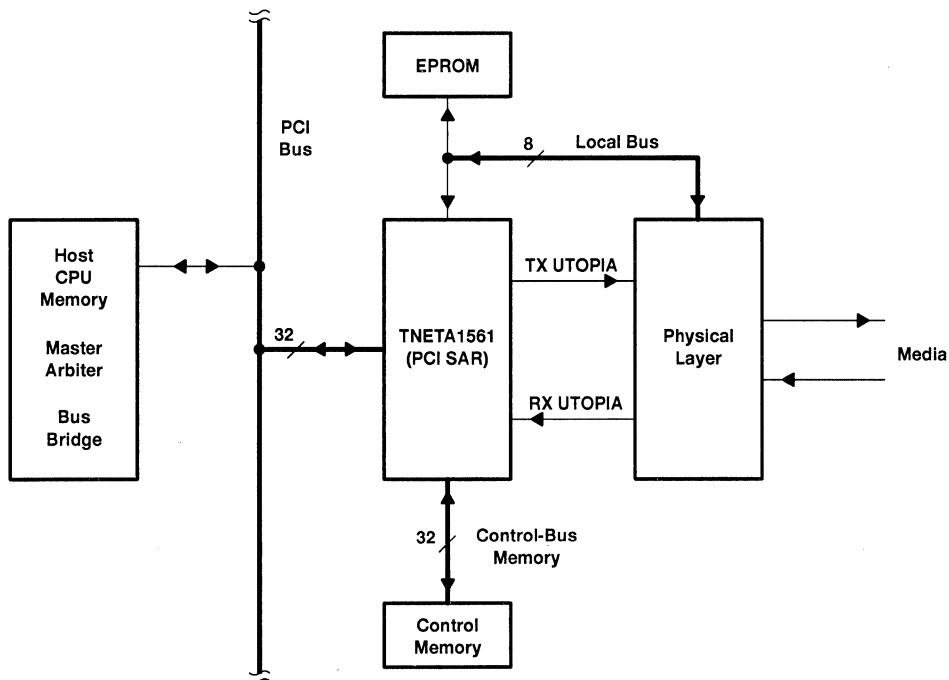 EPROM
PCI
Bus
8
Local Bus
Host
CPU
Memory
Master
Arbiter
Bus
Bridge
32
TNETA1561
(PCI SAR)
TX UTOPIA
RX UTOPIA
Physical
Layer
Media
32
Control-Bus
Memory
Control
Memory